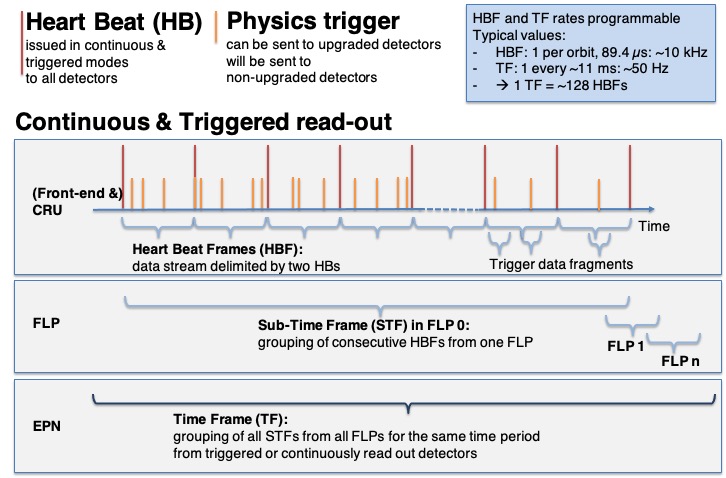 Heart Beat (HB)
issued in continuous &
triggered modes
to all detectors
Physics trigger
can be sent to upgraded detectors
will be sent to
non-upgraded detectors
HBF and TF rates programmable
Typical values:
- HBF: 1 per orbit, 89.4 µs: ~10 kHz
- TF: 1 every ~11 ms: ~50 Hz
- → 1 TF = ~128 HBFs
Continuous & Triggered read-out
(Front-end &)
CRU
Time
Heart Beat Frames (HBF):
data stream delimited by two HBs
Trigger data fragments
FLP
Sub-Time Frame (STF) in FLP 0:
grouping of consecutive HBFs from one FLP
FLP 1
FLP n
EPN
Time Frame (TF):
grouping of all STFs from all FLPs for the same time period
from triggered or continuously read out detectors